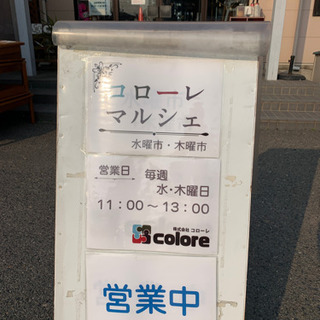 コローレ
マルシェ
水曜市・木曜市
営業日 毎週
水・木曜日
11：00～13：00
株式会社 コローレ
colore
営業中